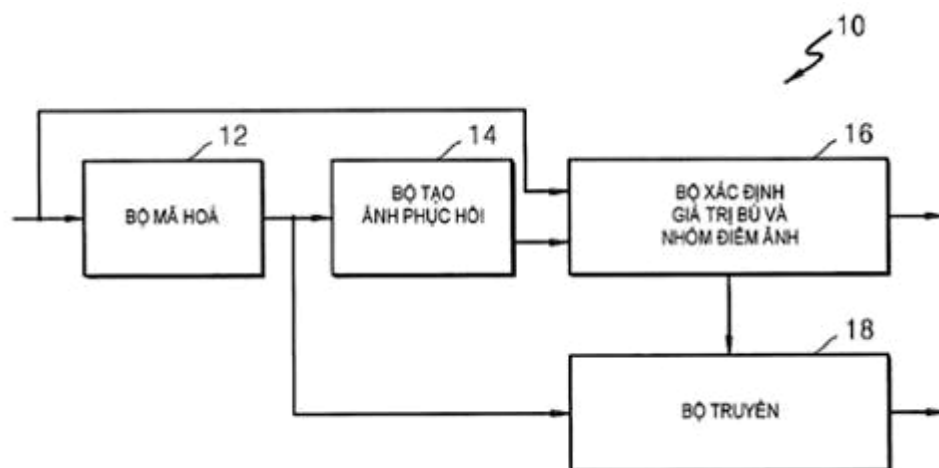 10
12
14
16
BỘ MÃ HOÁ
BỘ TẠO
ẢNH PHỤC HỒI
BỘ XÁC ĐỊNH
GIÁ TRỊ BÙ VÀ
NHÓM ĐIỂM ẢNH
18
BỘ TRUYỀN